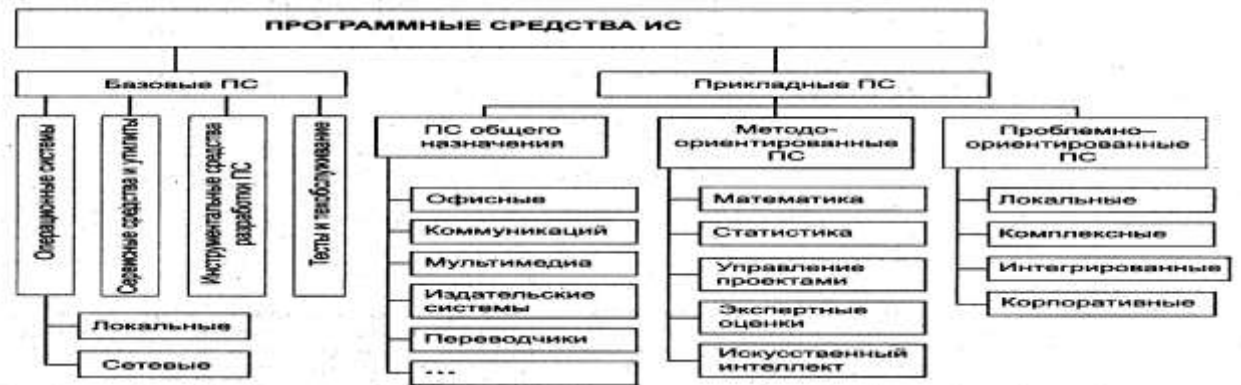 ПРОГРАММНЫЕ СРЕДСТВА ИС
Базовые ПС
Прикладные ПС
Операционные системы
Сервисные средства и утилиты
Инструментальные средства
разработки ПС
Тесты и техобслуживание
Локальные
Сетевые
ПС общего
назначения
Офисные
Коммуникаций
Мультимедиа
Издательские
системы
Переводчики
---
Методо-
ориентированные
ПС
Математика
Статистика
Управление
проектами
Экспертные
оценки
Искусственный
интеллект
Проблемно–
ориентированные
ПС
Локальные
Комплексные
Интегрированные
Корпоративные